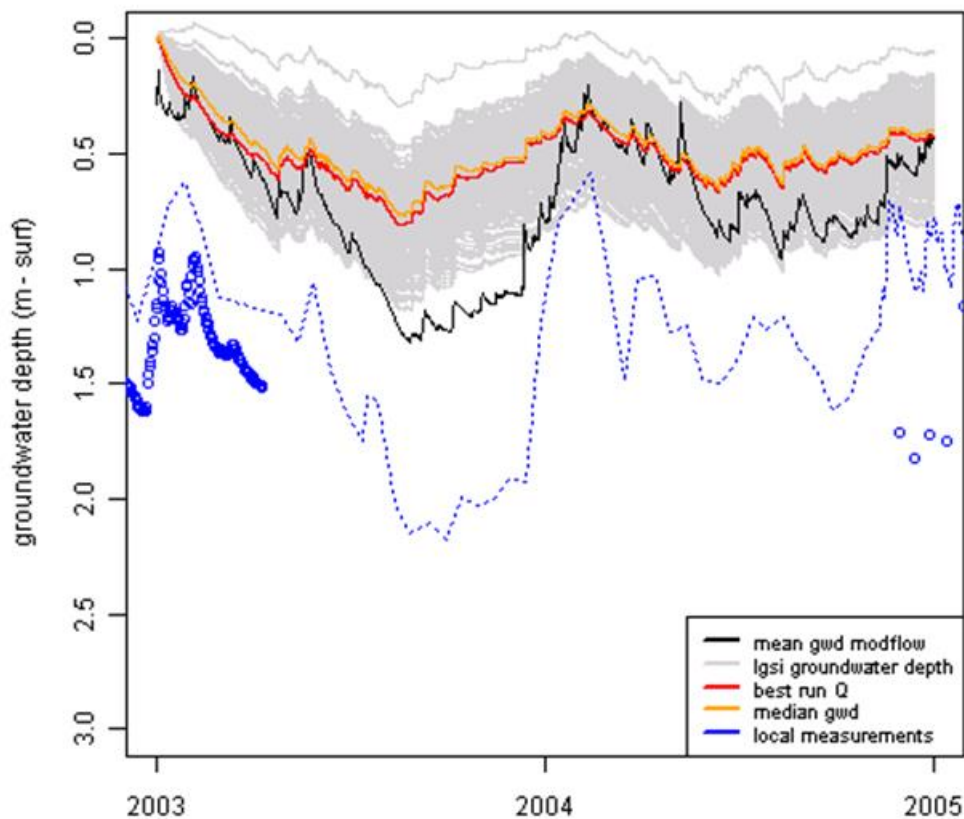 groundwater depth (m - surf)
0.0
0.5
1.0
1.5
2.0
2.5
3.0
2003
2004
2005
mean gwd modflow
lgsi groundwater depth
best run Q
median gwd
local measurements